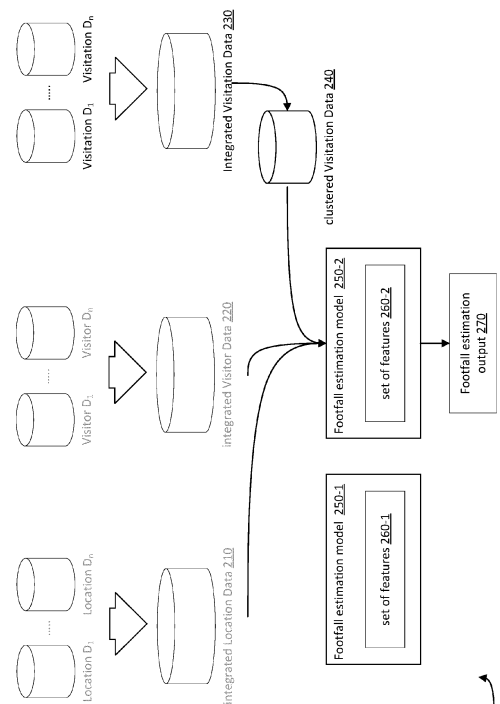 Location D1
.....
Location Dn
integrated Location Data 210
Visitor D1
.....
Visitor Dn
integrated Visitor Data 220
Visitation D1
.....
Visitation Dn
Integrated Visitation Data 230
clustered Visitation Data 240
Footfall estimation model 250-1
set of features 260-1
Footfall estimation model 250-2
set of features 260-2
Footfall estimation
output 270